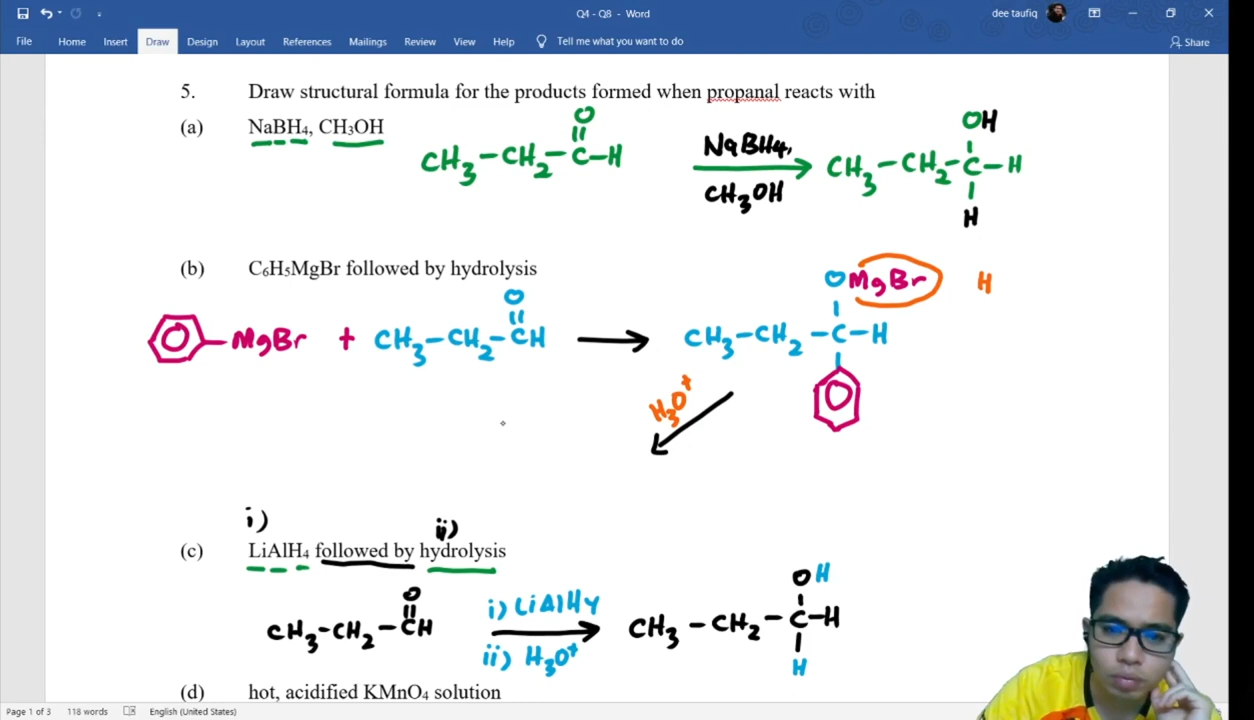 Q4 - Q8 - Word
dee taufiq
File Home Insert Draw Design Layout References Mailings Review View Help Tell me what you want to do Share
5. Draw structural formula for the products formed when propanal reacts with
(a) NaBH₄, CH₃OH
CH₃-CH₂-C-H
O
NaBH₄,
CH₃OH
CH₃-CH₂-C-H
OH
H
(b) C₆H₅MgBr followed by hydrolysis
MgBr + CH₃-CH₂-CH
O
CH₃-CH₂-C-H
OMgBr H
H₃O⁺
i) ii)
(c) LiAlH₄ followed by hydrolysis
CH₃-CH₂-CH
O
i) LiAlH4
ii) H₃O⁺
CH₃-CH₂-C-H
OH
H
(d) hot, acidified KMnO₄ solution
Page 1 of 3 118 words English (United States)